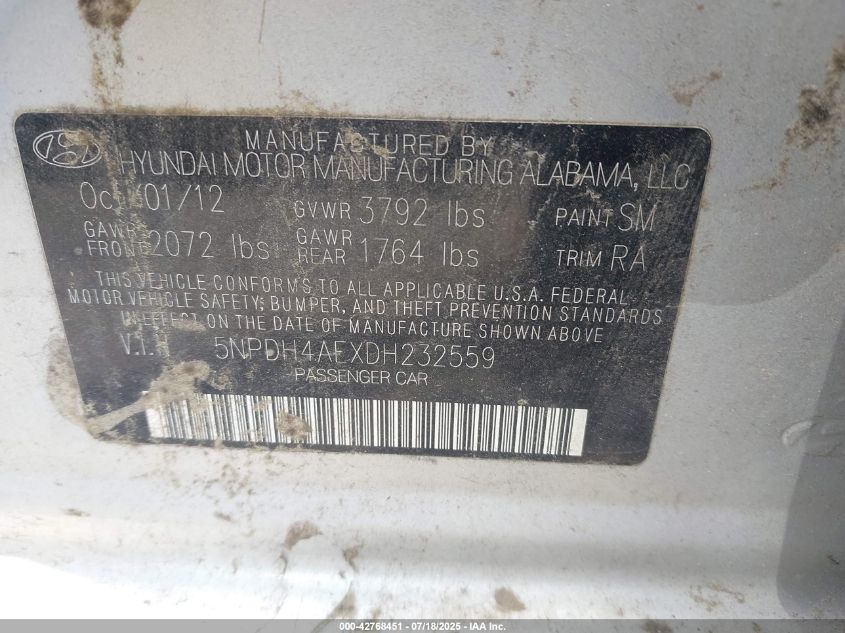 MANUFACTURED BY
HYUNDAI MOTOR MANUFACTURING ALABAMA, LLC
Oct/01/12 GVWR 3792 lbs PAINT SM
GAWR FRONT 2072 lbs GAWR REAR 1764 lbs TRIM RA
THIS VEHICLE CONFORMS TO ALL APPLICABLE U.S.A. FEDERAL
MOTOR VEHICLE SAFETY, BUMPER, AND THEFT PREVENTION STANDARDS
IN EFFECT ON THE DATE OF MANUFACTURE SHOWN ABOVE
V.I.N 5NPDH4AEXDH232559
PASSENGER CAR
000-42768451 - 07/18/2025 - IAA Inc.